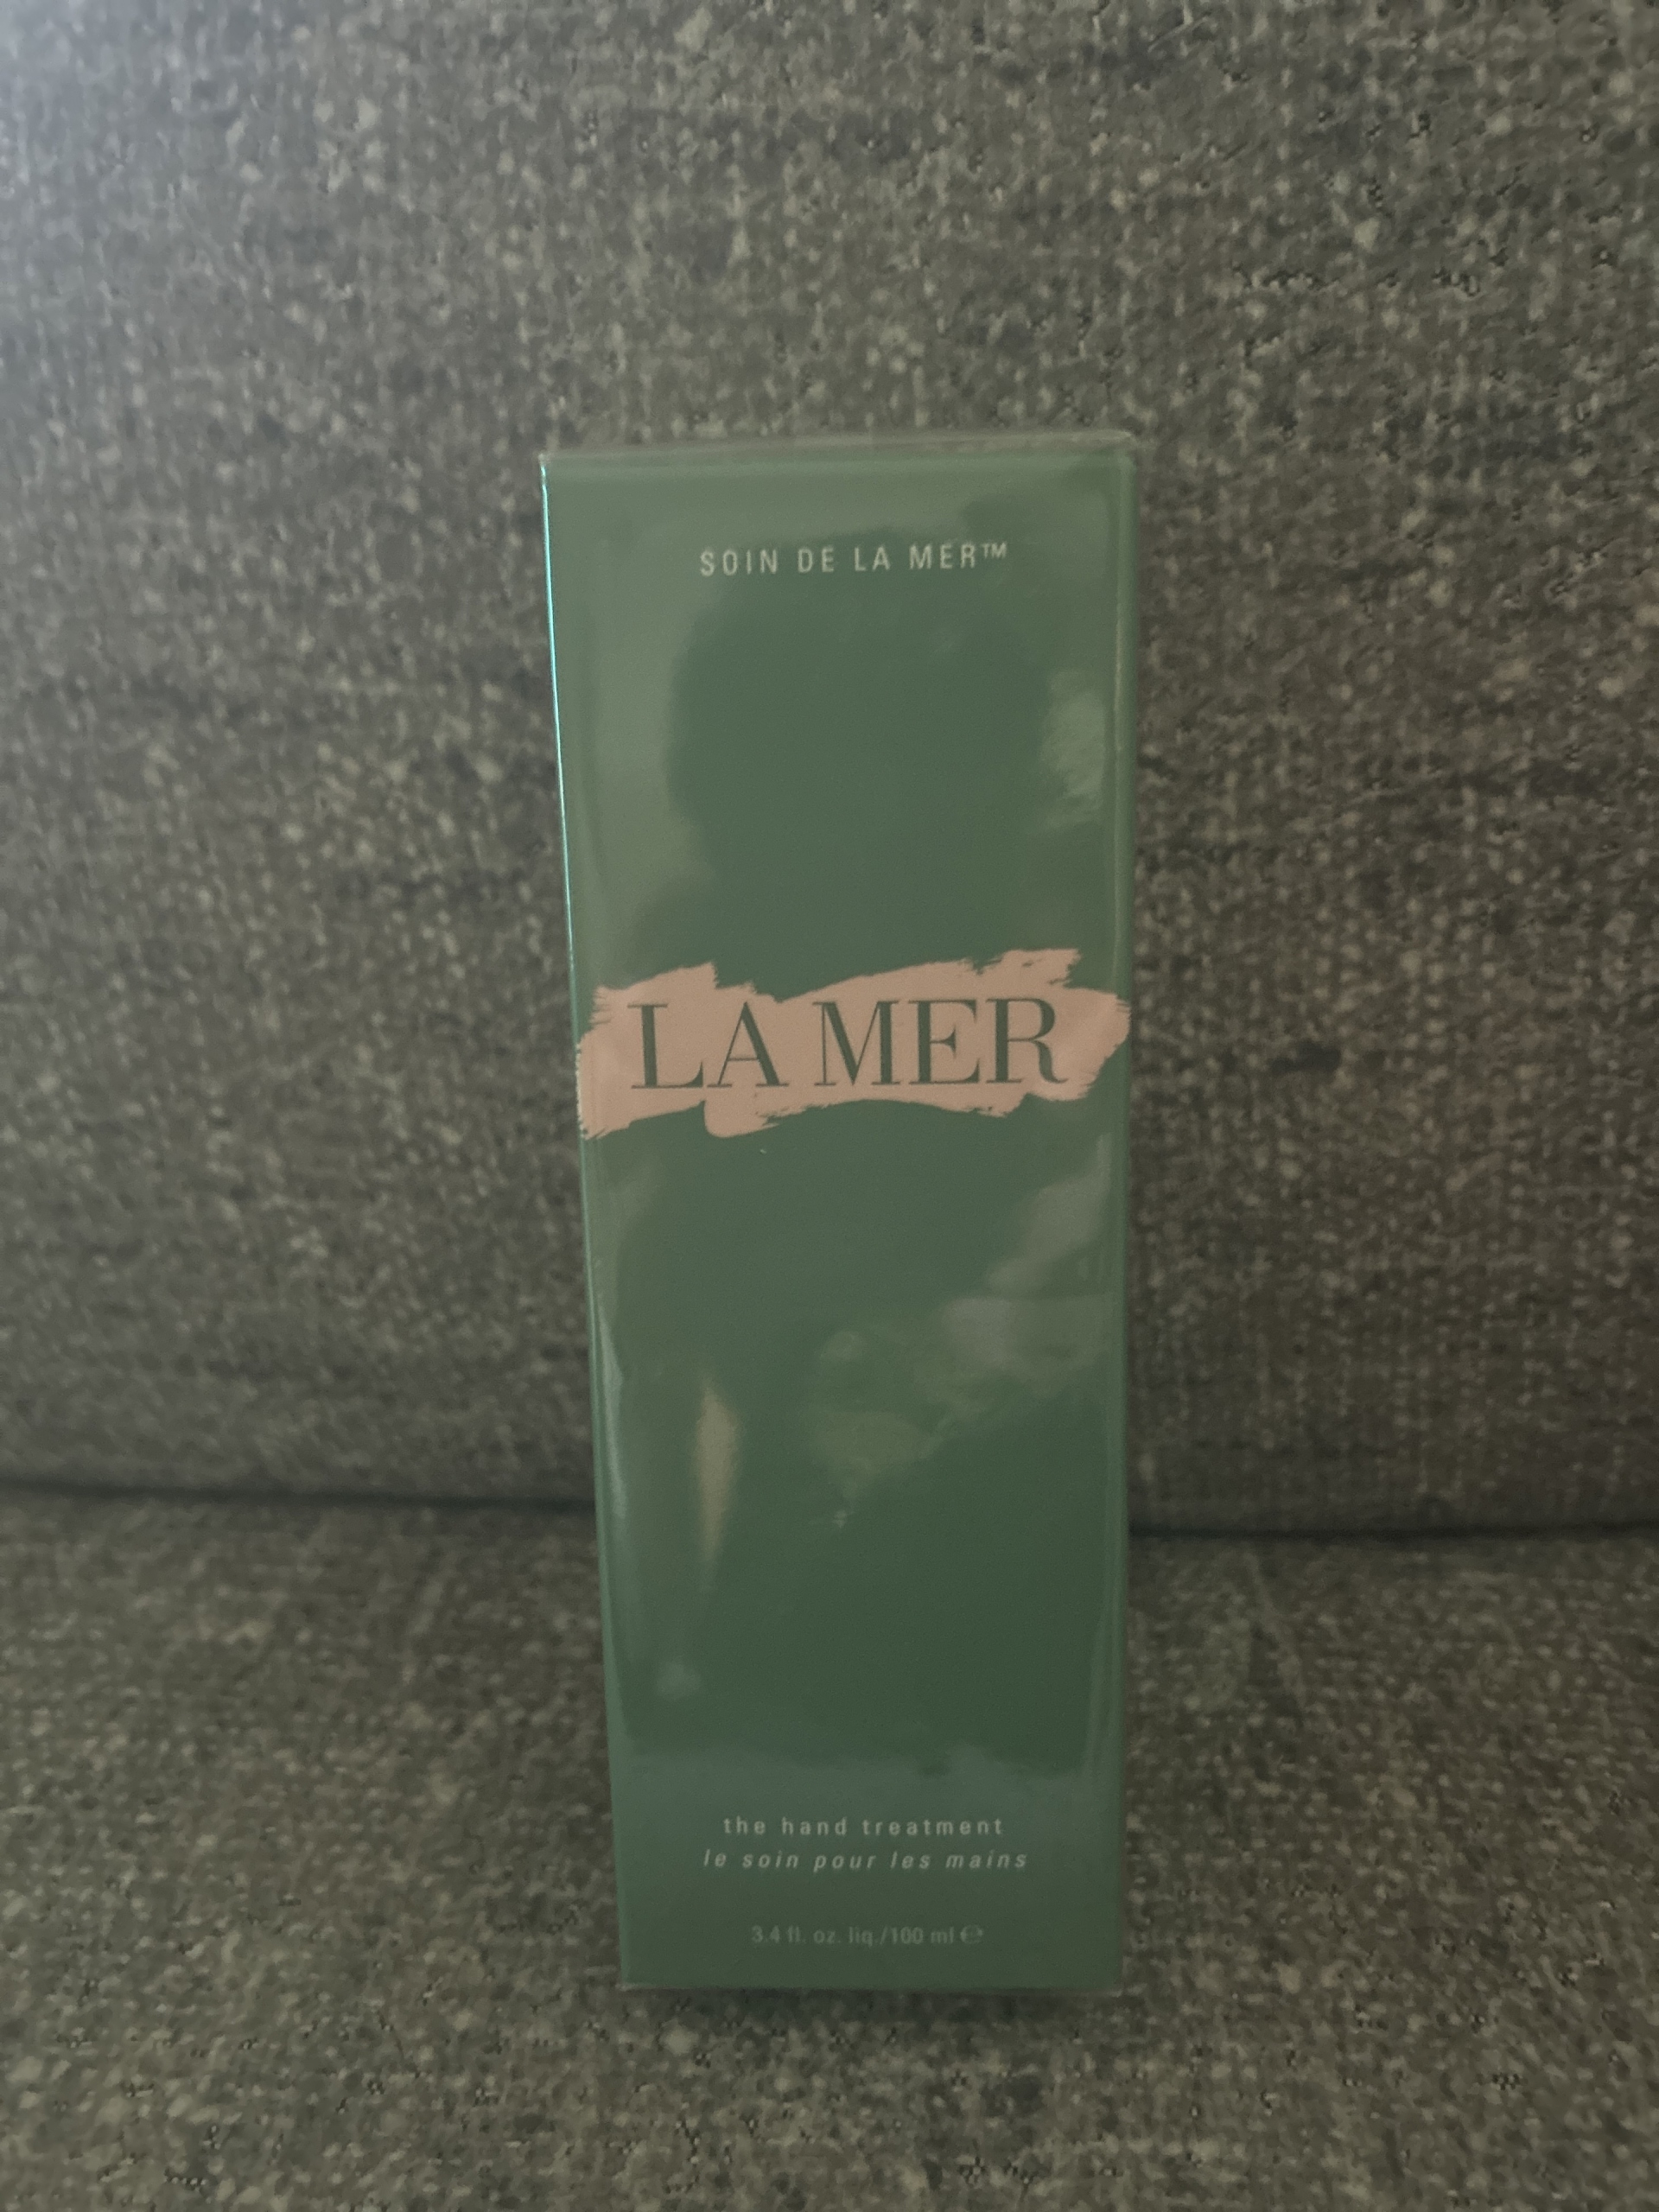 SOIN DE LA MER™
LA MER
the hand treatment
le soin pour les mains
3.4 fl. oz. liq./100 ml ℮